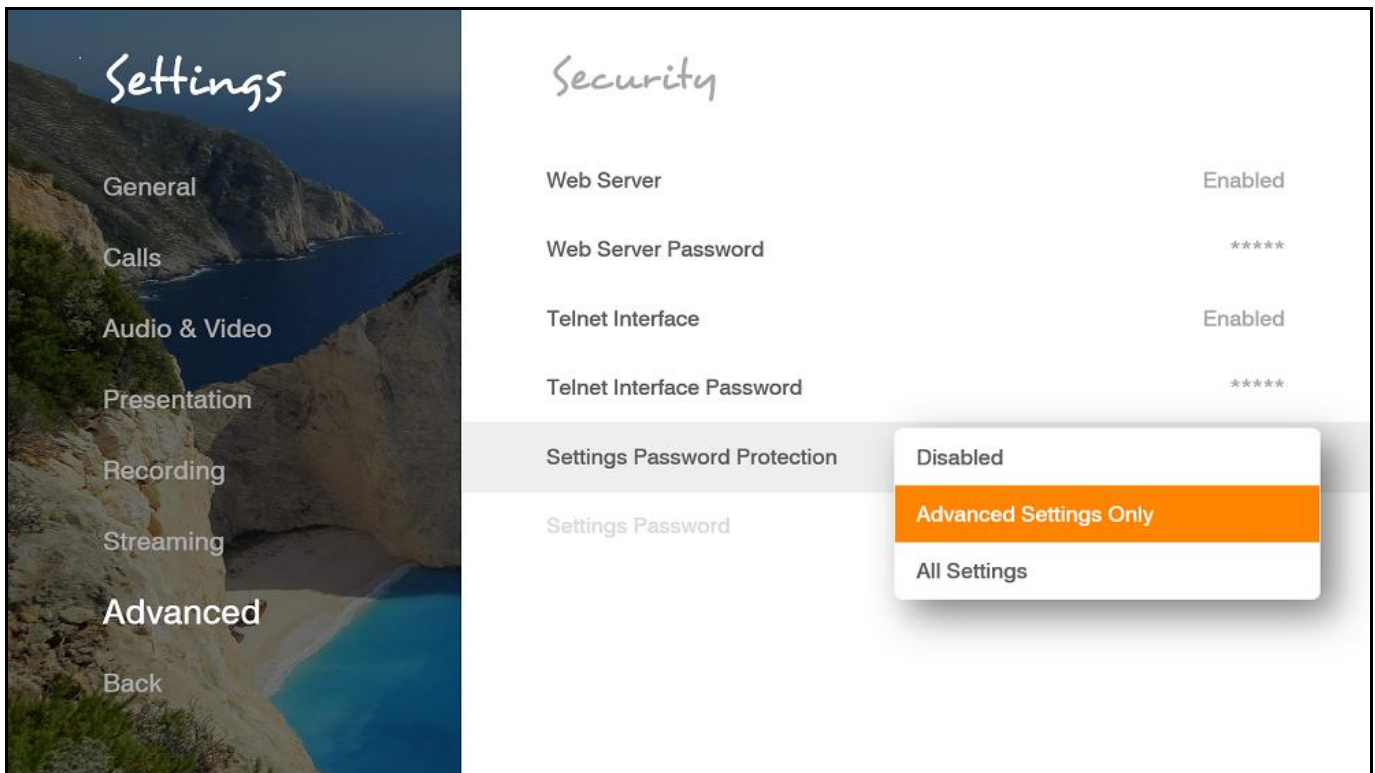 Settings
General
Calls
Audio & Video
Presentation
Recording
Streaming
Advanced
Back
Security
Web Server Enabled
Web Server Password *****
Telnet Interface Enabled
Telnet Interface Password *****
Settings Password Protection Disabled
Advanced Settings Only
Settings Password
All Settings